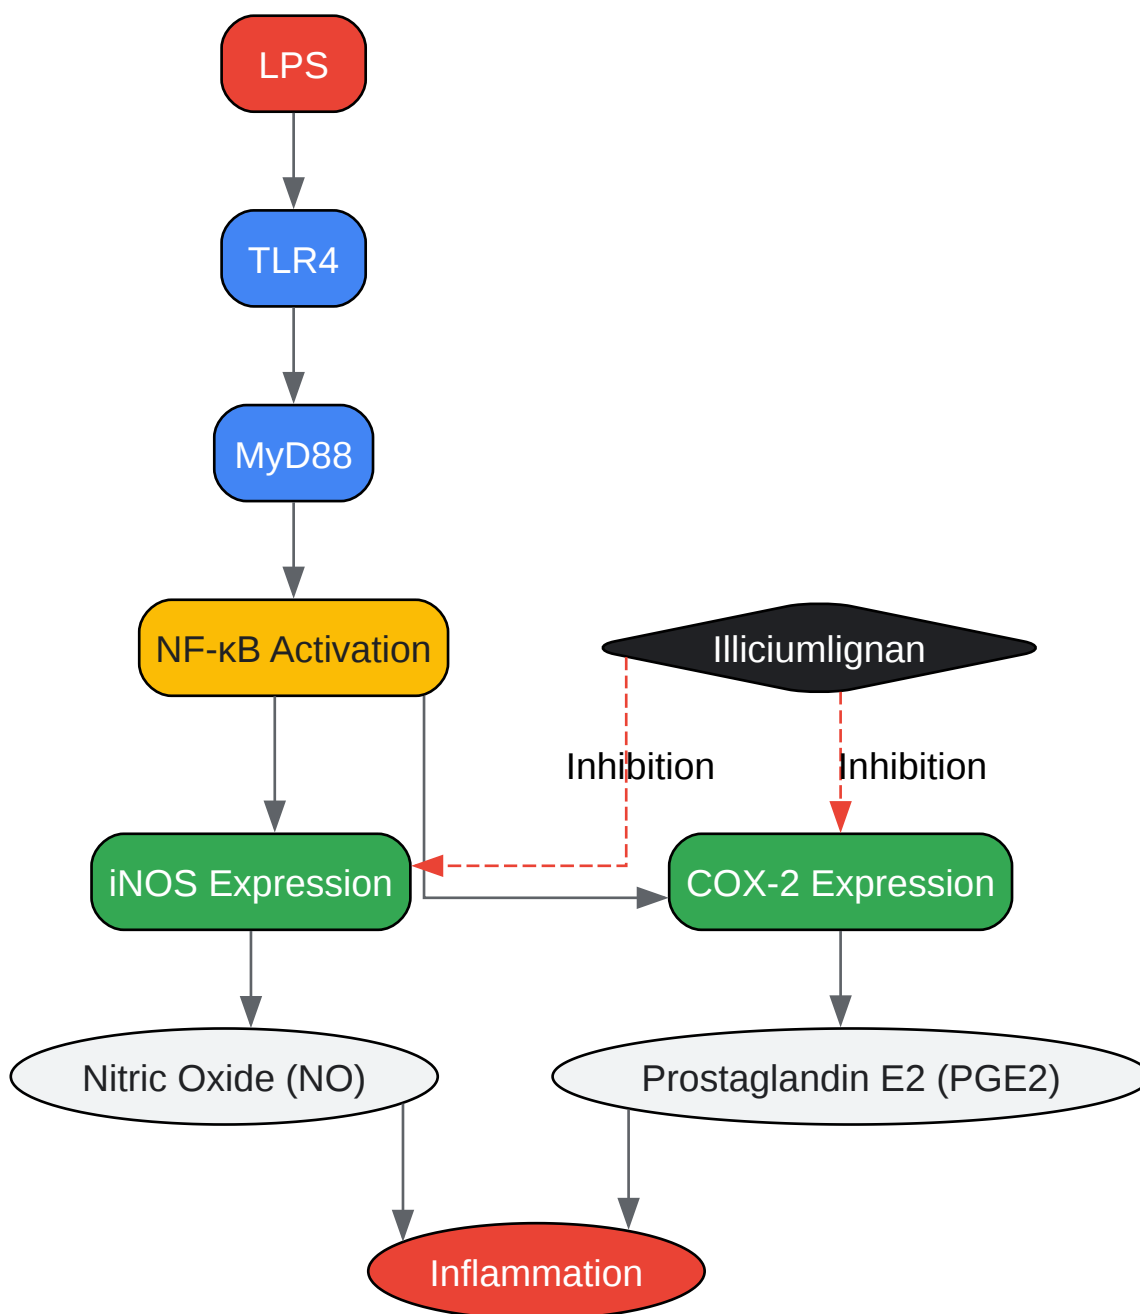 LPS
TLR4
MyD88
NF-κB Activation
Illiciumlignan
Inhibition
Inhibition
iNOS Expression
COX-2 Expression
Nitric Oxide (NO)
Prostaglandin E2 (PGE2)
Inflammation